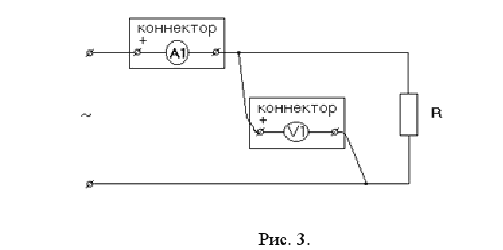 коннектор
+
A1
коннектор
+
V1
R
~
Рис. 3.